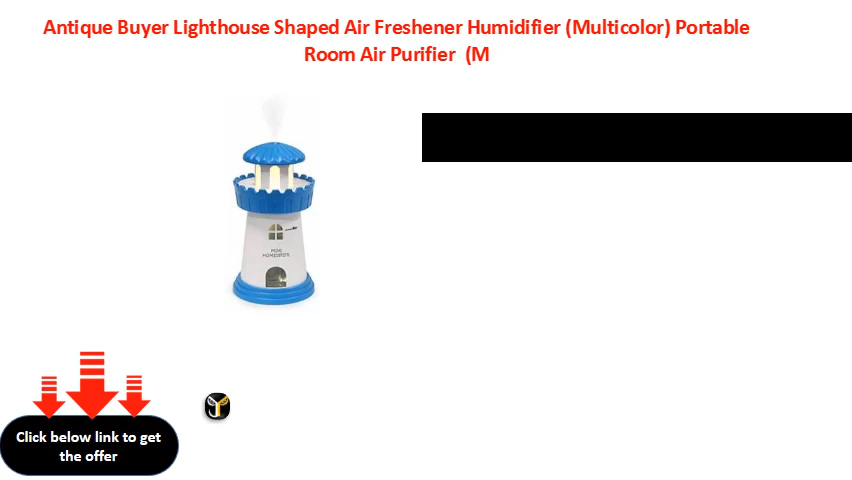 Antique Buyer Lighthouse Shaped Air Freshener Humidifier (Multicolor) Portable
Room Air Purifier (M
MINI
HUMIDIFIER
Click below link to get
the offer